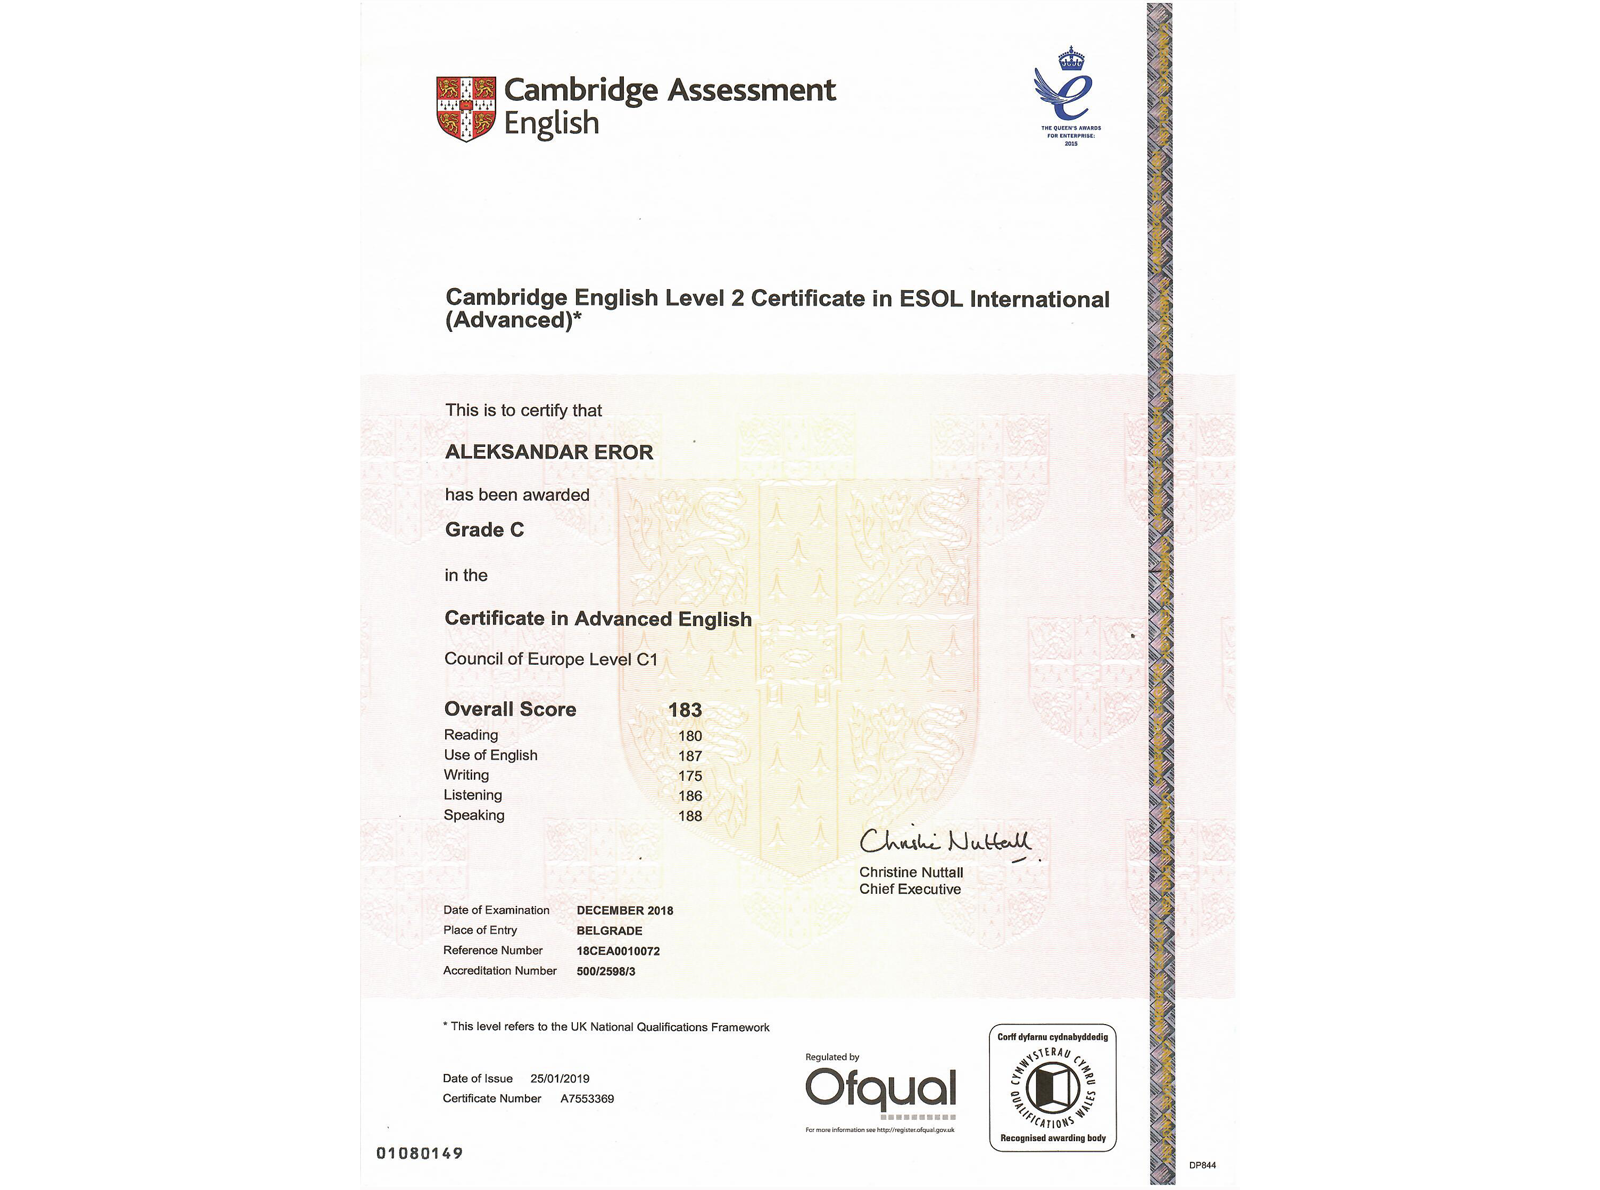 Cambridge Assessment
English
THE QUEEN'S AWARDS
FOR ENTERPRISE:
2015
Cambridge English Level 2 Certificate in ESOL International
(Advanced)*
This is to certify that
ALEKSANDAR EROR
has been awarded
Grade C
in the
Certificate in Advanced English
Council of Europe Level C1
Overall Score 183
Reading 180
Use of English 187
Writing 175
Listening 186
Speaking 188
Christine Nuttall
Christine Nuttall
Chief Executive
Date of Examination DECEMBER 2018
Place of Entry BELGRADE
Reference Number 18CEA0010072
Accreditation Number 500/2598/3
* This level refers to the UK National Qualifications Framework
Date of Issue 25/01/2019
Certificate Number A7553369
Regulated by
Ofqual
For more information see http://register.ofqual.gov.uk
Corff dyfarnu cydnabyddedig
CYMWYSTERAU CYMRU
QUALIFICATIONS WALES
Recognised awarding body
01080149
DP844